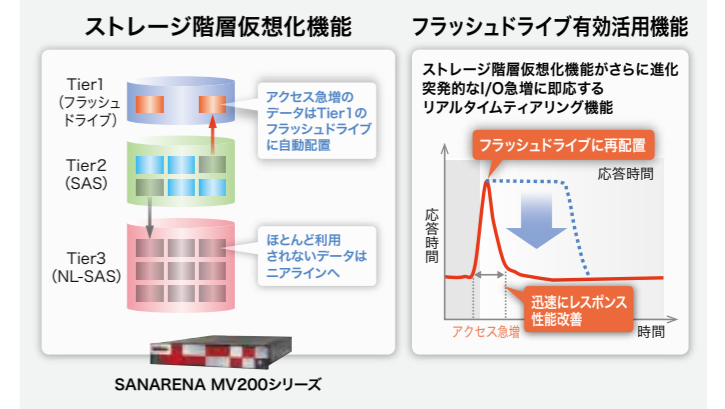 ストレージ階層仮想化機能
Tier1
(フラッシュ
ドライブ)
アクセス急増の
データはTier1の
フラッシュドライブ
に自動配置
Tier2
(SAS)
Tier3
(NL-SAS)
ほとんど利用
されないデータは
ニアラインへ
SANARENA MV200シリーズ
フラッシュドライブ有効活用機能
ストレージ階層仮想化機能がさらに進化
突発的なI/O急増に即応する
リアルタイムティアリング機能
フラッシュドライブに再配置
応答時間
応答時間
迅速にレスポンス
性能改善
アクセス急増
時間